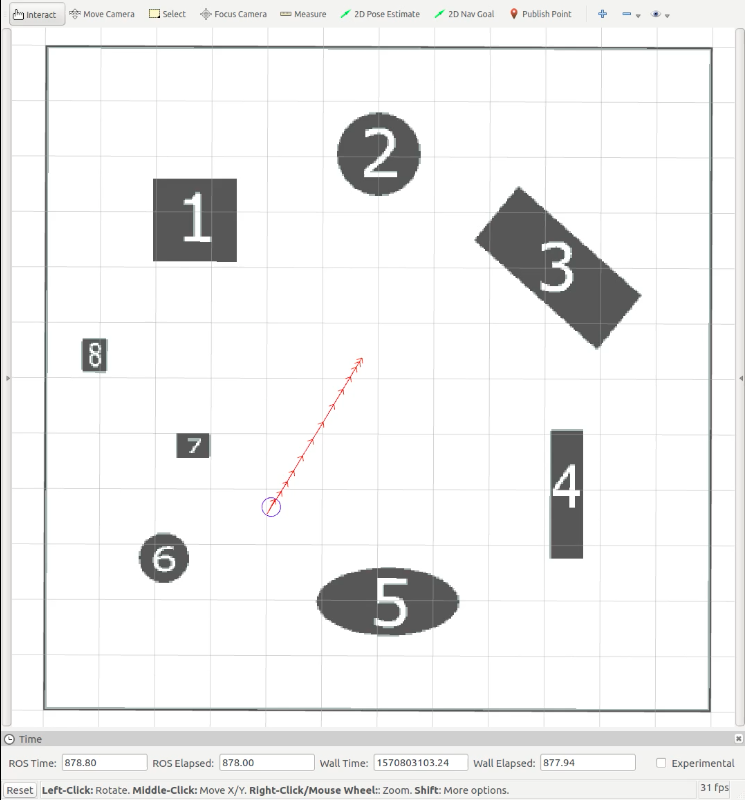 Interact Move Camera Select Focus Camera Measure 2D Pose Estimate 2D Nav Goal Publish Point
2
1
3
8
7
4
6
5
Time
ROS Time: 878.80 ROS Elapsed: 878.00 Wall Time: 1570803103.24 Wall Elapsed: 877.94 Experimental
Reset Left-Click: Rotate. Middle-Click: Move X/Y. Right-Click/Mouse Wheel:: Zoom. Shift: More options. 31 fps